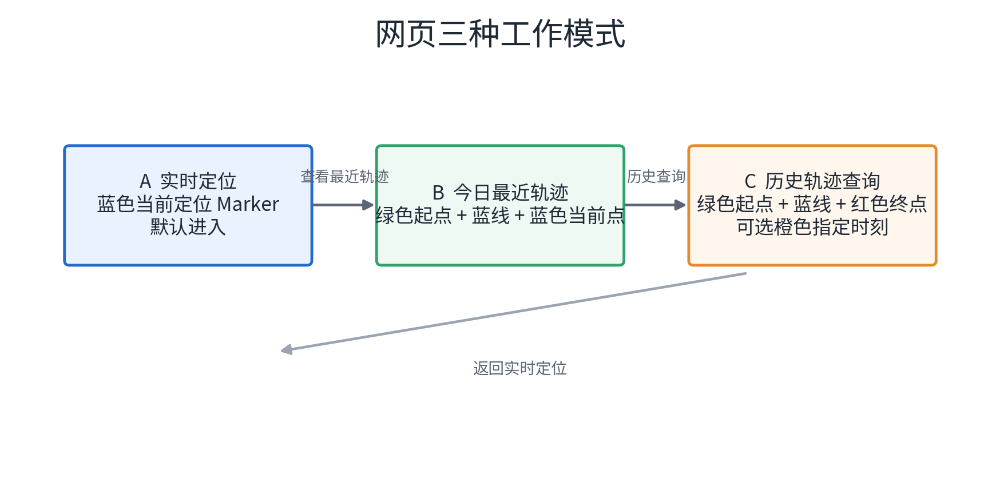 网页三种工作模式
A 实时定位
蓝色当前定位 Marker
默认进入
查看最近轨迹
B 今日最近轨迹
绿色起点 + 蓝线 + 蓝色当前点
历史查询
C 历史轨迹查询
绿色起点 + 蓝线 + 红色终点
可选橙色指定时刻
返回实时定位